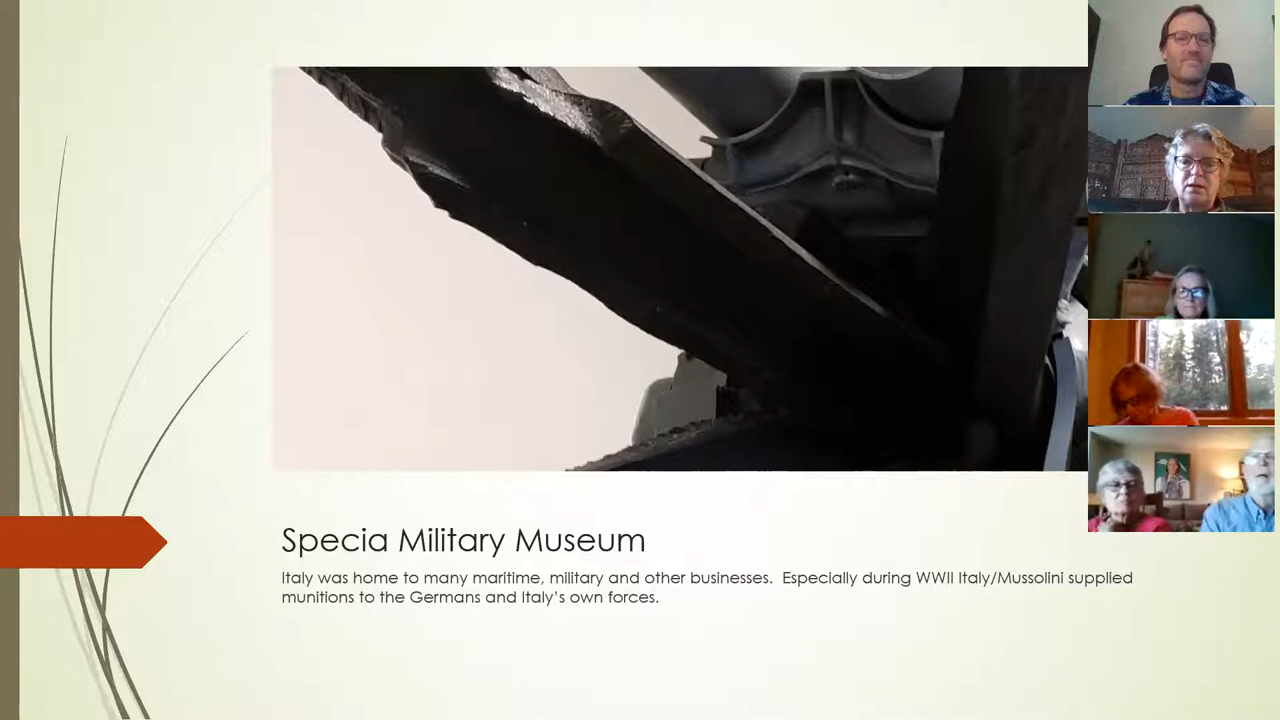 Specia Military Museum
Italy was home to many maritime, military and other businesses.  Especially during WWII Italy/Mussolini supplied
munitions to the Germans and Italy's own forces.